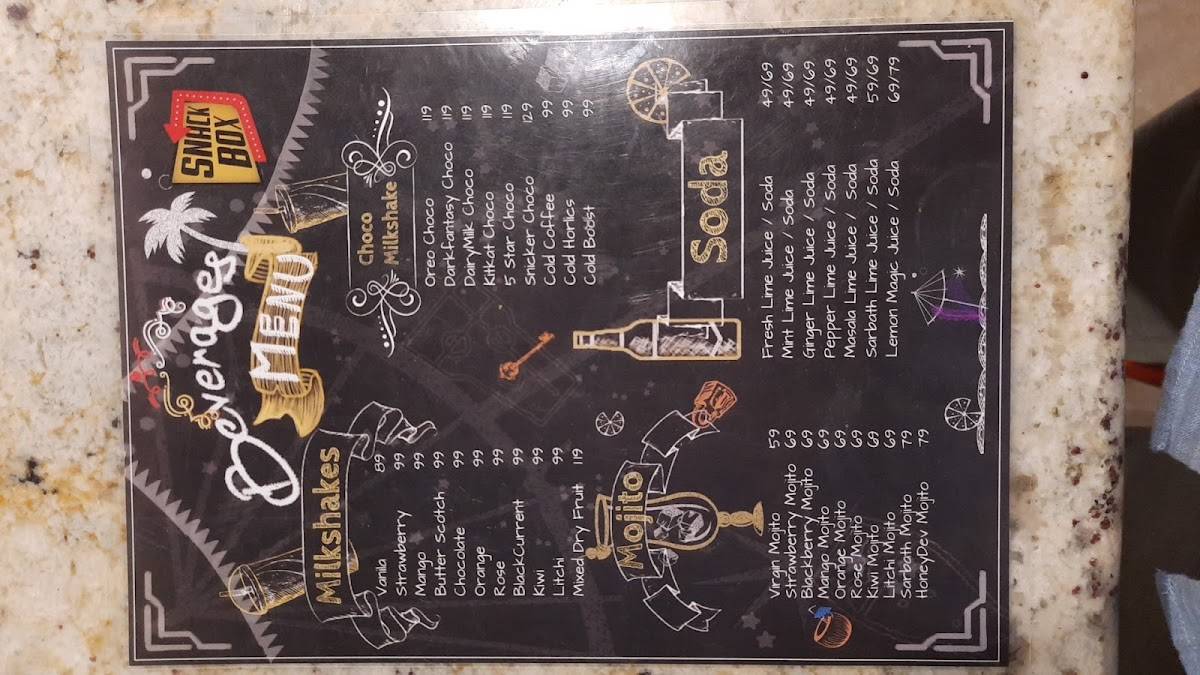 SNACK
BOX
Beverages
MENU
Milkshakes
Vanila 89
Strawberry 99
Mango 99
Butter Scotch 99
Chocolate 99
Orange 99
Rose 99
BlackCurrent 99
Kiwi 99
Litchi 99
Mixed Dry Fruit 119
Choco
Milkshake
Oreo Choco 119
Darkfantasy Choco 119
DairyMilk Choco 119
Kitkat Choco 119
5 Star Choco 119
Snicker Choco 129
Cold Coffee 99
Cold Horlics 99
Cold Boost 99
Mojito
Virgin Mojito 59
Strawberry Mojito 69
Blackberry Mojito 69
Mango Mojito 69
Orange Mojito 69
Rose Mojito 69
Kiwi Mojito 69
Litchi Mojito 69
Sarbath Mojito 79
HoneyDev Mojito 79
Soda
Fresh Lime Juice / Soda 49/69
Mint Lime Juice / Soda 49/69
Ginger Lime Juice / Soda 49/69
Pepper Lime Juice / Soda 49/69
Masala Lime Juice / Soda 49/69
Sarbath Lime Juice / Soda 59/69
Lemon Magic Juice / Soda 69/79